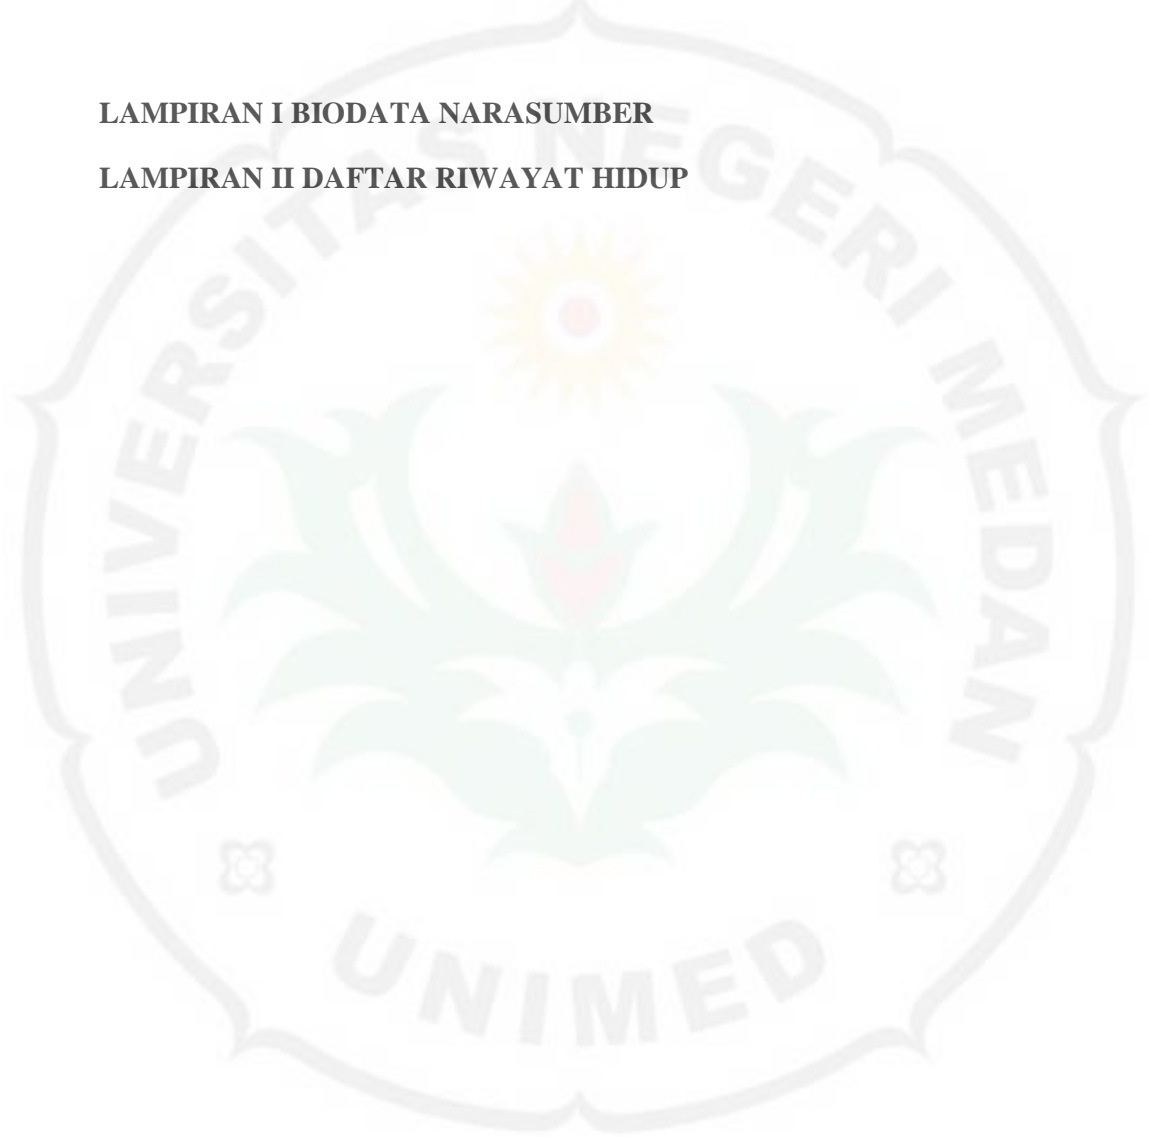 LAMPIRAN I BIODATA NARASUMBER
LAMPIRAN II DAFTAR RIWAYAT HIDUP
UNIVERSITAS NEGERI MEDAN
UNIMED